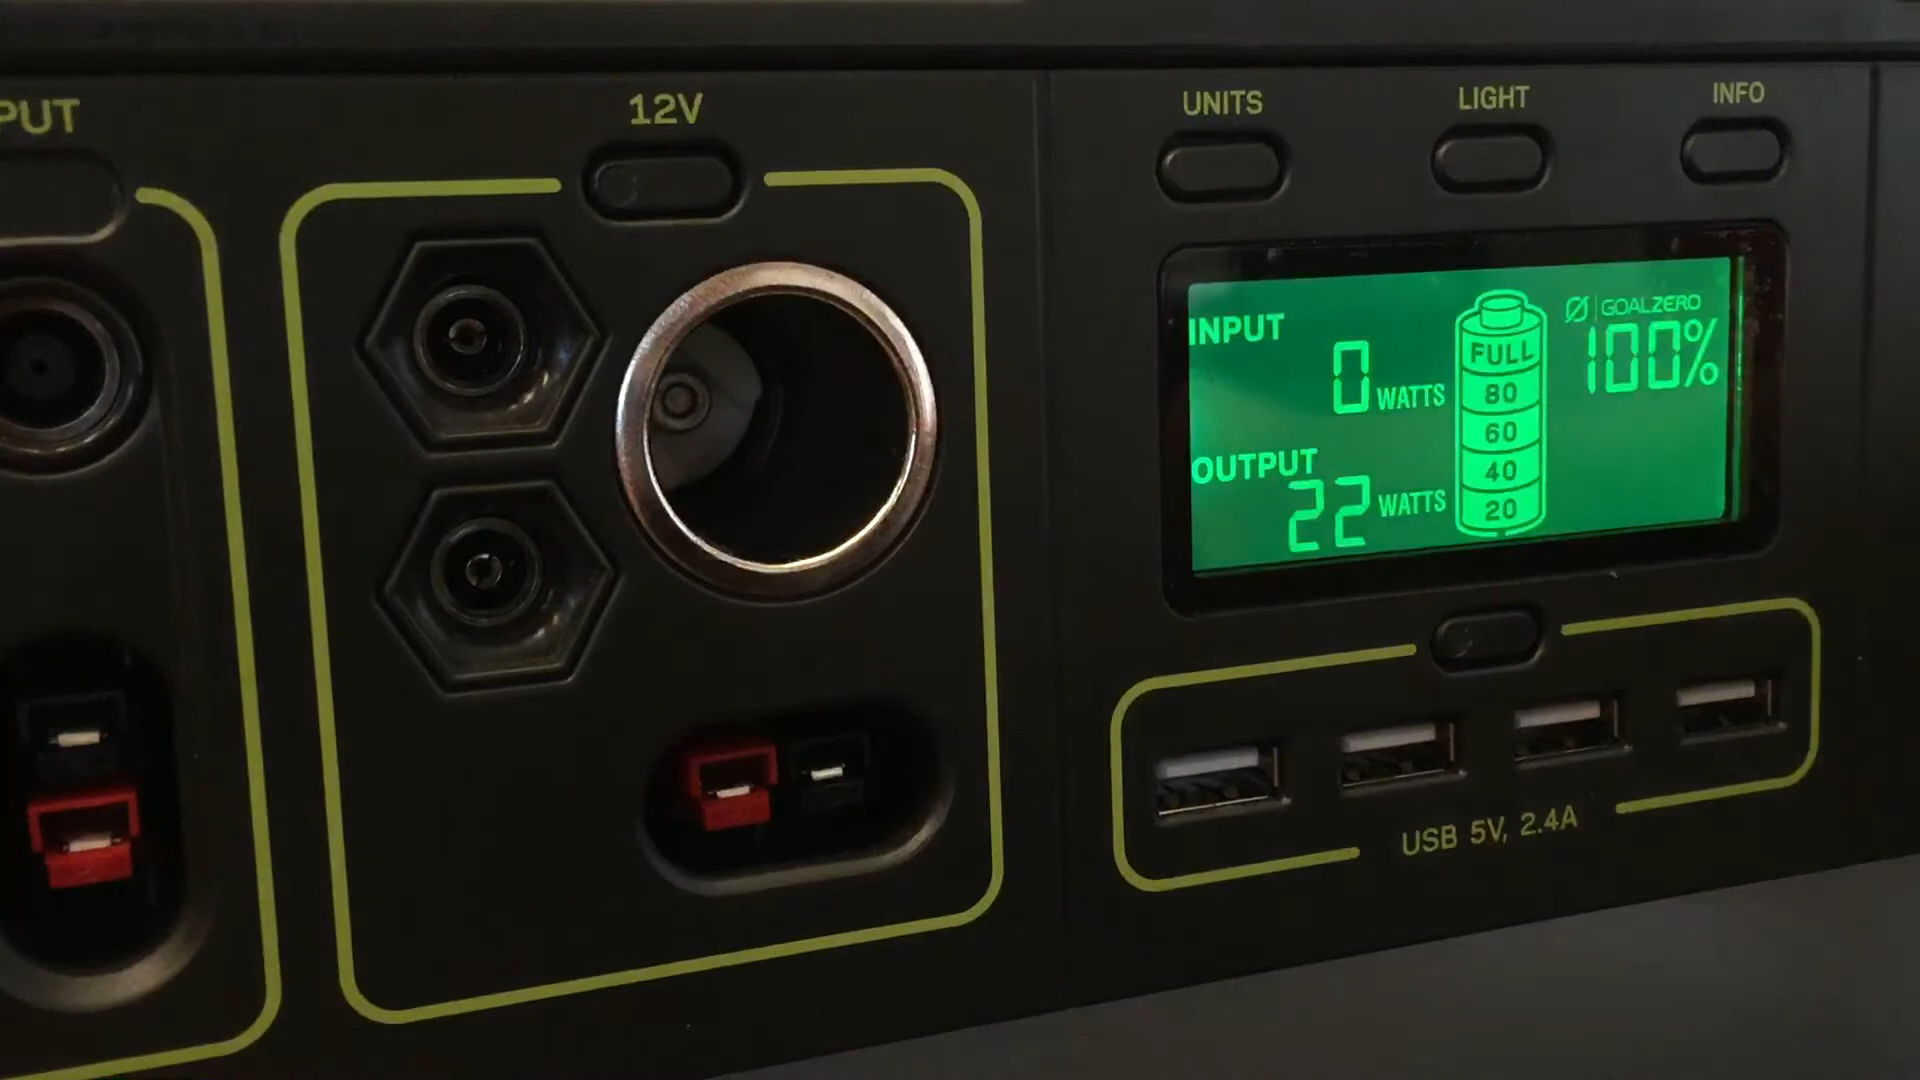 PUT
12V
UNITS
LIGHT
INFO
INPUT
0 WATTS
OUTPUT
22 WATTS
FULL
80
60
40
20
GOALZERO
100%
USB 5V, 2.4A